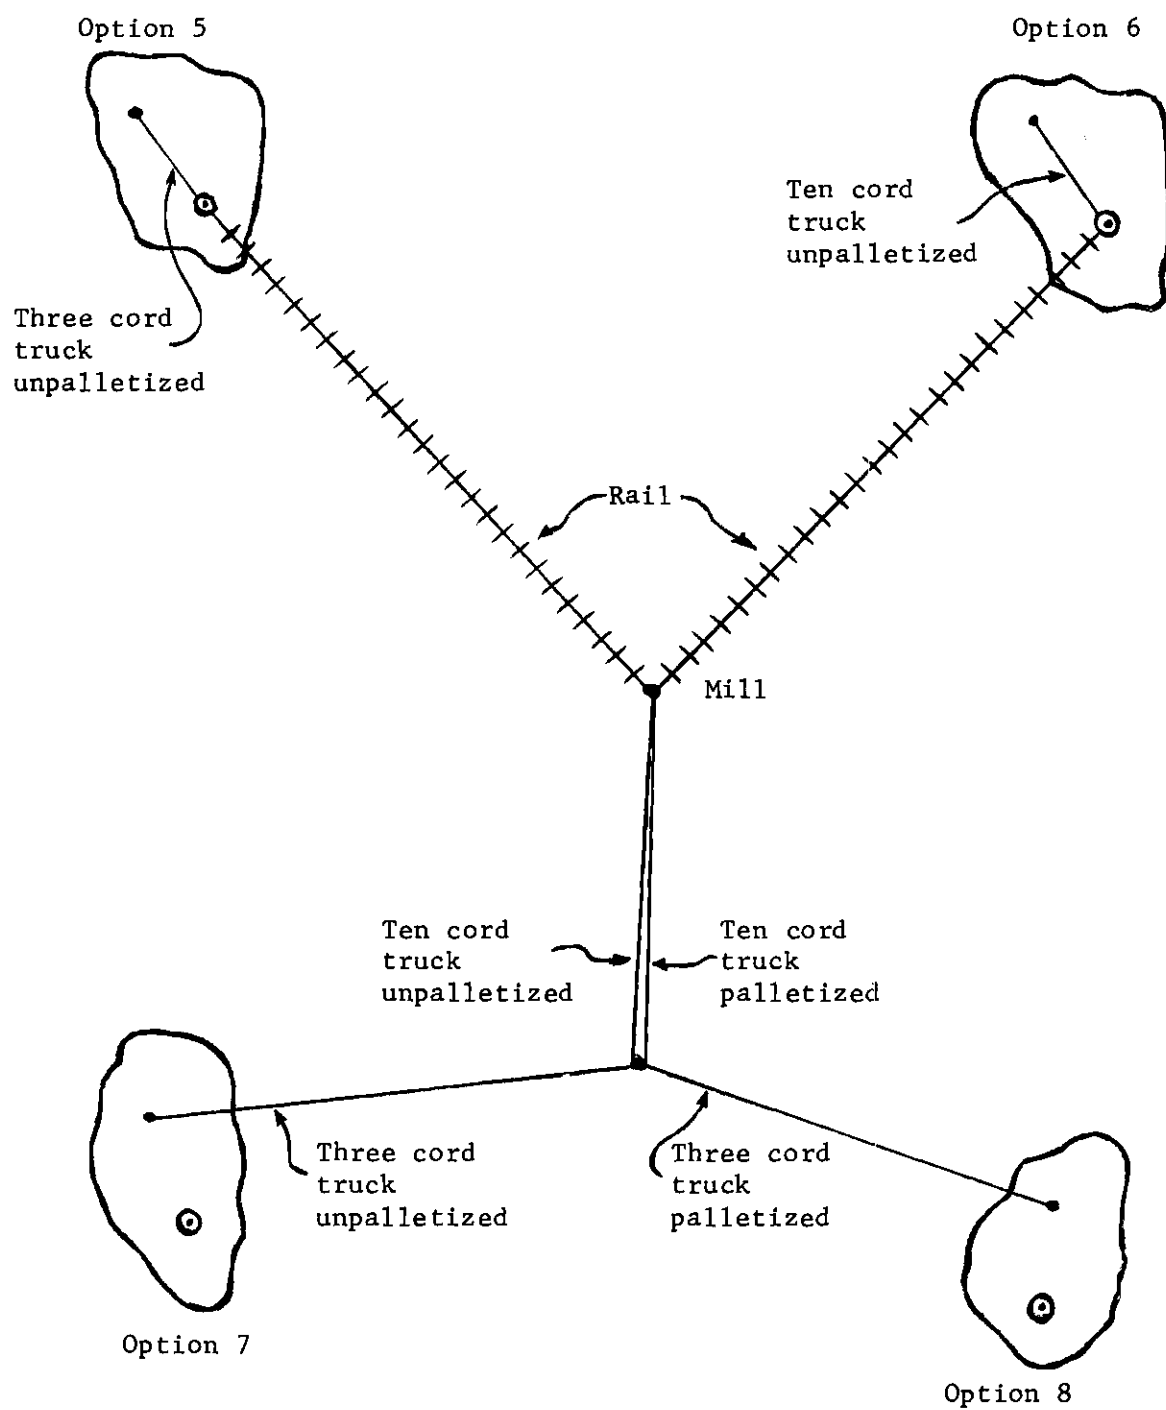 Option 5
Option 6
Ten cord
truck
unpalletized
Three cord
truck
unpalletized
Rail
Mill
Ten cord
truck
unpalletized
Ten cord
truck
palletized
Three cord
truck
unpalletized
Three cord
truck
palletized
Option 7
Option 8